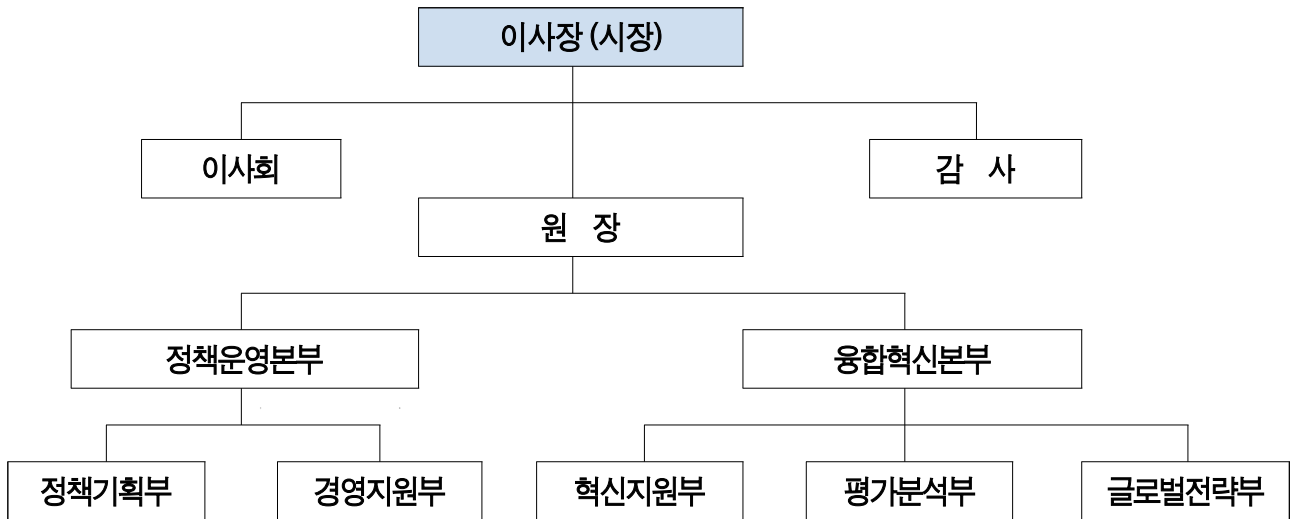 이사장 (시장)
이사회
감 사
원 장
정책운영본부
융합혁신본부
정책기획부
경영지원부
혁신지원부
평가분석부
글로벌전략부